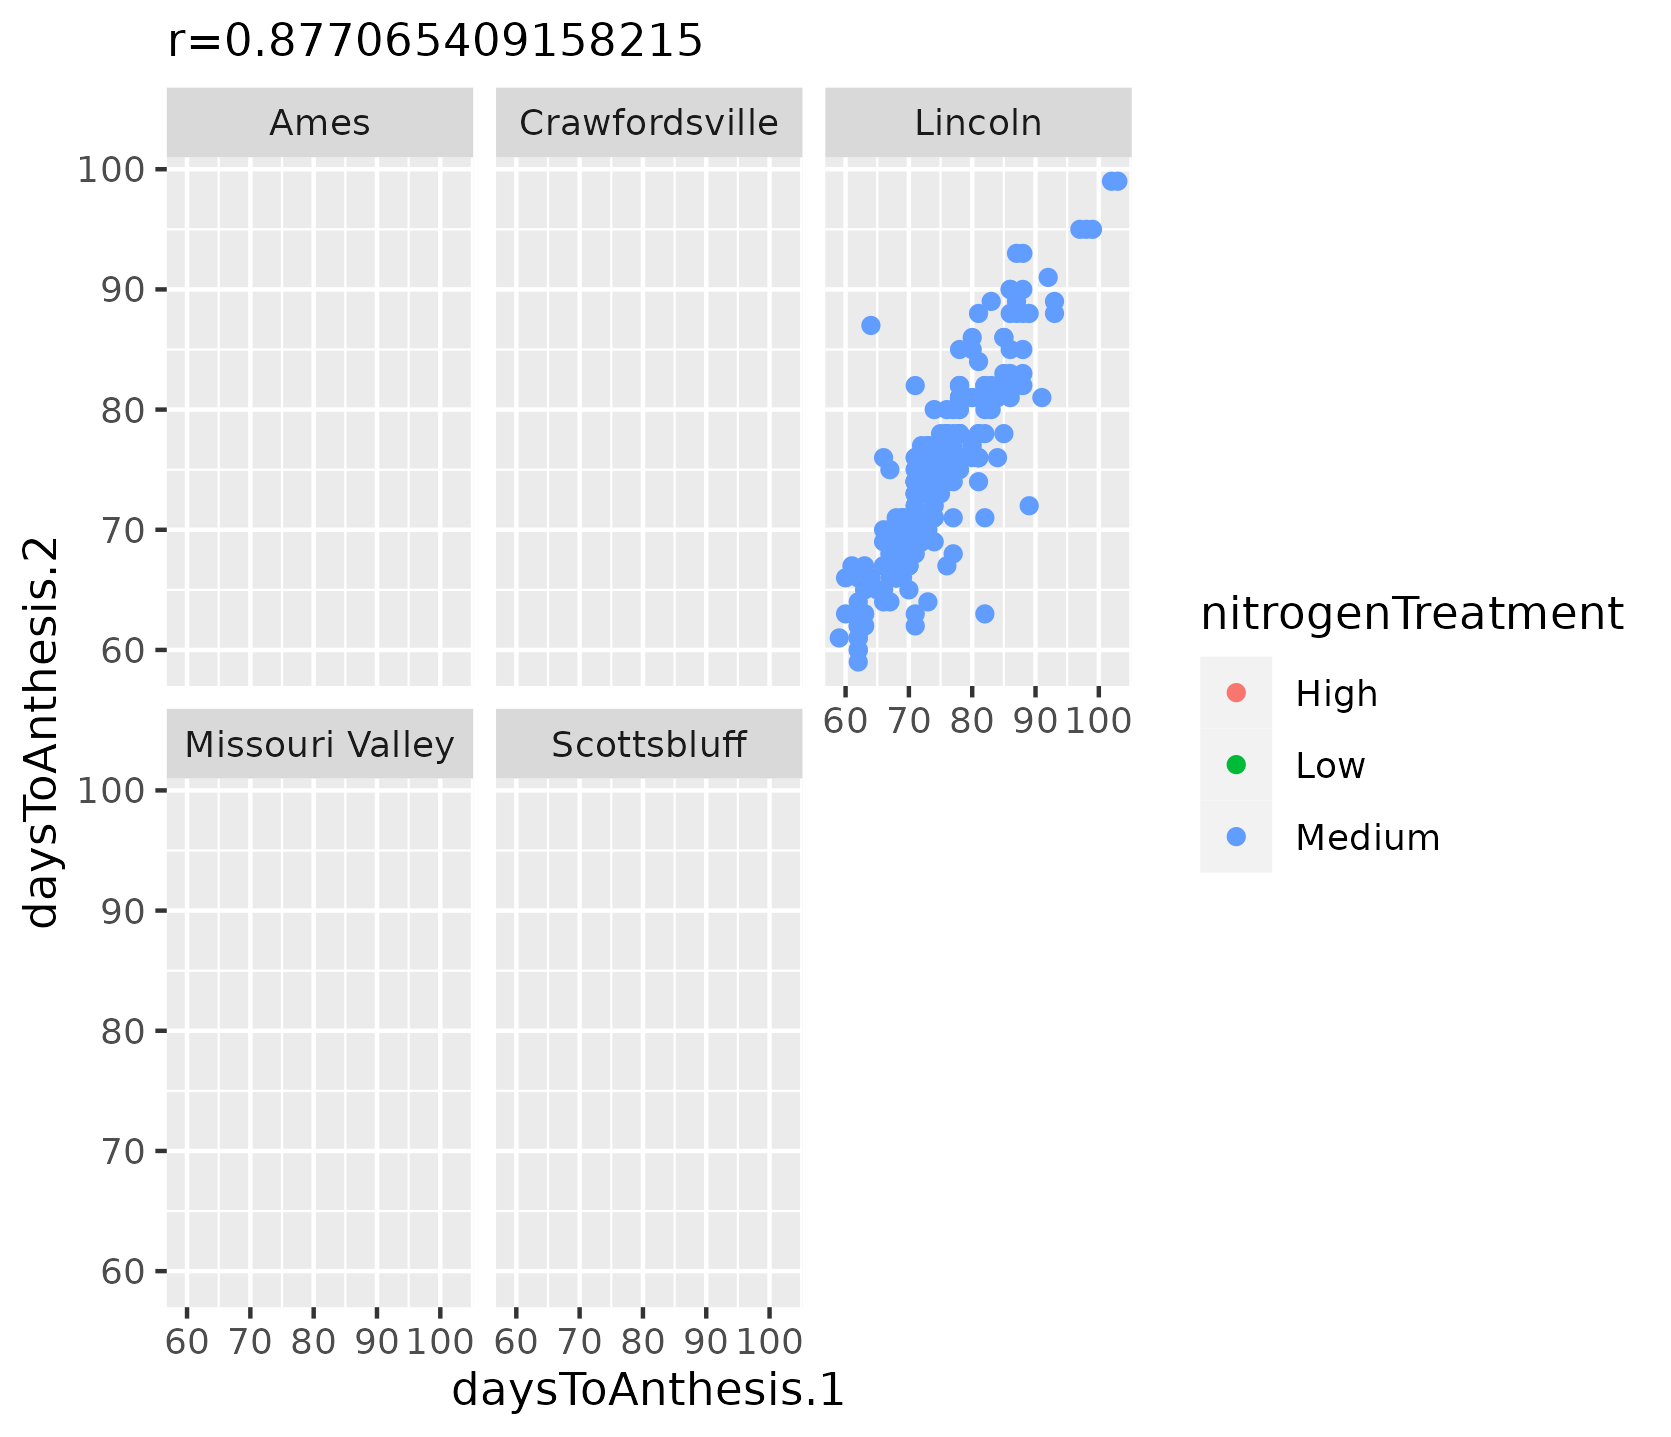 r=0.877065409158215
Ames
Crawfordsville
Lincoln
100
90
80
70
60
60 70 80 90 100
Missouri Valley
Scottsbluff
100
90
80
70
60
60 70 80 90 100
60 70 80 90 100
daysToAnthesis.1
daysToAnthesis.2
nitrogenTreatment
High
Low
Medium